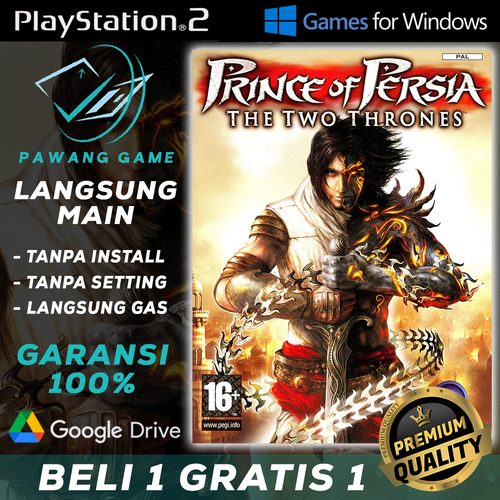 PlayStation®2
Games for Windows
PAL
PRINCE OF PERSIA
THE TWO THRONES
PAWANG GAME
LANGSUNG
MAIN
- TANPA INSTALL
- TANPA SETTING
- LANGSUNG GAS
GARANSI
100%
Google Drive
16+
www.pegi.info
PREMIUM
QUALITY
BELI 1 GRATIS 1